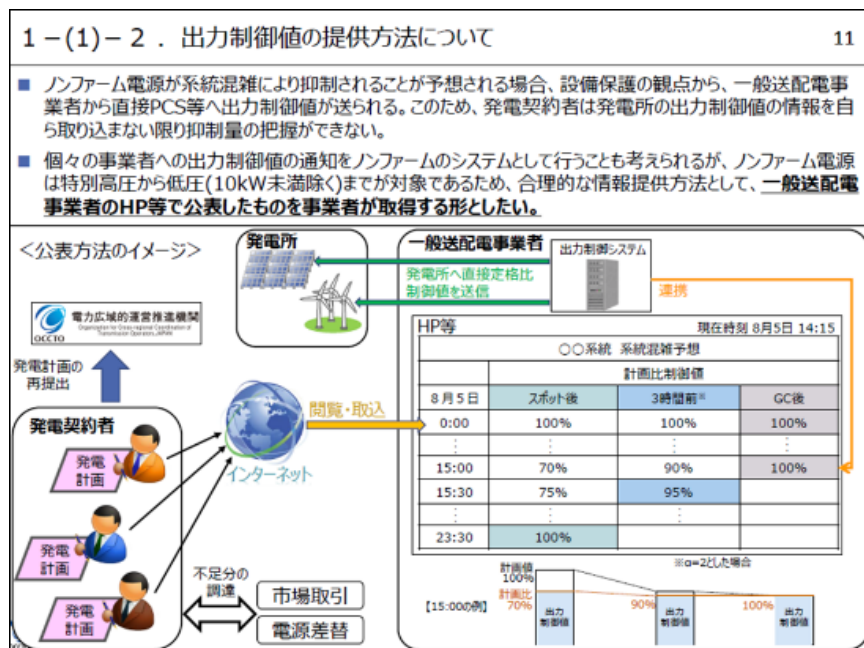 1-(1)-2．出力制御値の提供方法について
11
■ ノンファーム電源が系統混雑により抑制されることが予想される場合、設備保護の観点から、一般送配電事
業者から直接PCS等へ出力制御値が送られる。このため、発電契約者は発電所の出力制御値の情報を自
ら取り込まない限り抑制量の把握ができない。
■ 個々の事業者への出力制御値の通知をノンファームのシステムとして行うことも考えられるが、ノンファーム電源
は特別高圧から低圧(10kW未満除く)までが対象であるため、合理的な情報提供方法として、一般送配電
事業者のHP等で公表したものを事業者が取得する形としたい。
＜公表方法のイメージ＞
発電所
一般送配電事業者
出力制御システム
発電所へ直接定格比
制御値を送信
連携
電力広域的運営推進機関
OCCTO
発電計画の
再提出
発電契約者
発電
計画
発電
計画
発電
計画
インターネット
閲覧・取込
不足分の
調達
市場取引
電源差替
HP等
現在時刻 8月5日 14:15
○○系統 系統混雑予想
計画比制御値
8月5日 スポット後 3時間前※ GC後
0:00 100% 100% 100%
⋮ ⋮ ⋮ ⋮
15:00 70% 90% 100%
15:30 75% 95%
⋮ ⋮ ⋮
23:30 100%
※α=2とした場合
【15:00の例】
計画値
100%
計画比
70%
90%
100%
出力
制御値
出力
制御値
出力
制御値